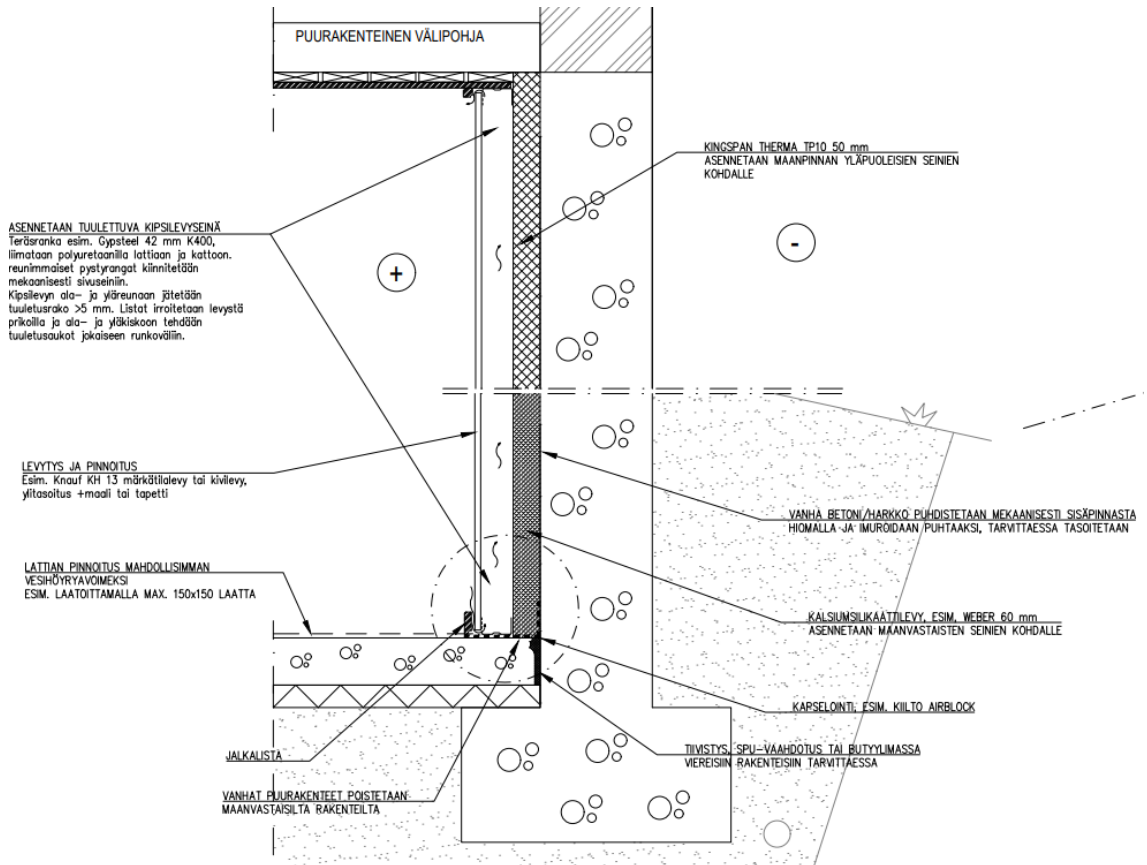 PUURAKENTEINEN VÄLIPOHJA
KINGSPAN THERMA TP10 50 mm
ASENNETAAN MAANPINNAN YLÄPUOLEISIEN SEINIEN
KOHDALLE
ASENNETAAN TUULETTUVA KIPSILEVYSEINÄ
Teräsranka esim. Gypsteel 42 mm K400,
liimataan polyuretaanilla lattiaan ja kattoon.
reunimmaiset pystyrangat kiinnitetään
mekaanisesti sivuseiniin.
Kipsilevyn ala- ja yläreunaan jätetään
tuuletusrako >5 mm. Listat irroitetaan levystä
prikoilla ja ala- ja yläkiskoon tehdään
tuuletusaukot jokaiseen runkoväliin.
+
-
LEVYTYS JA PINNOITUS
Esim. Knauf KH 13 märkätilalevy tai kivilevy,
ylitasoitus +maali tai tapetti
VANHA BETONI/HARKKO PUHDISTETAAN MEKAANISESTI SISÄPINNASTA
HIOMALLA JA IMUROIDAAN PUHTAAKSI, TARVITTAESSA TASOITETAAN
LATTIAN PINNOITUS MAHDOLLISIMMAN
VESIHÖYRYAVOIMEKSI
ESIM. LAATOITTAMALLA MAX. 150x150 LAATTA
KALSIUMSILIKAATTILEVY, ESIM, WEBER 60 mm
ASENNETAAN MAANVASTAISTEN SEINIEN KOHDALLE
KAPSELOINTI, ESIM. KIILTO AIRBLOCK
JALKALISTA
TIIVISTYS, SPU-VAAHDOTUS TAI BUTYYLIMASSA
VIEREISIIN RAKENTEISIIN TARVITTAESSA
VANHAT PUURAKENTEET POISTETAAN
MAANVASTAISILTA RAKENTEILTA